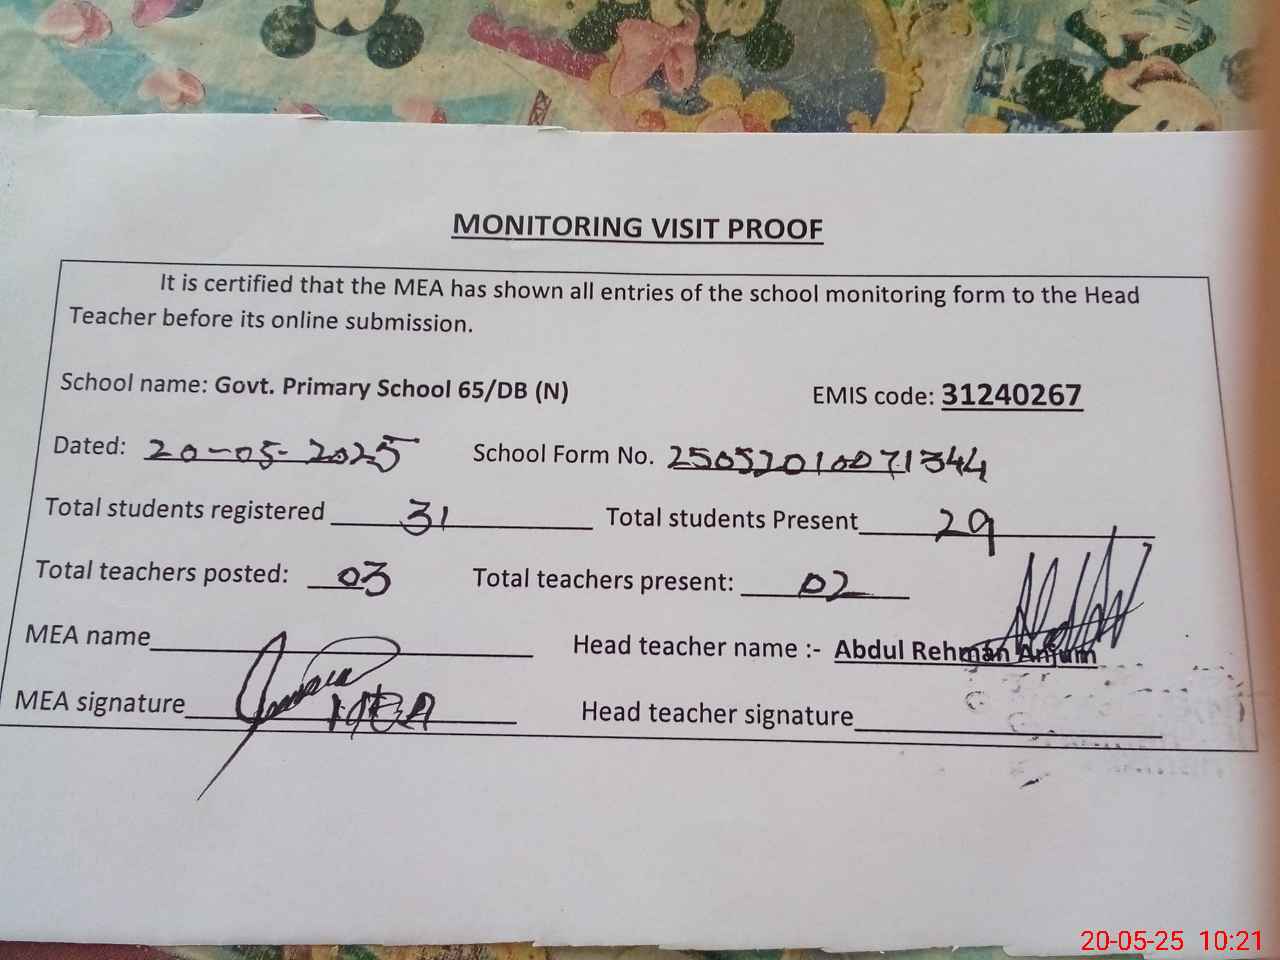 MONITORING VISIT PROOF
It is certified that the MEA has shown all entries of the school monitoring form to the Head
Teacher before its online submission.
School name: Govt. Primary School 65/DB (N) EMIS code: 31240267
Dated: 20-05-2025 School Form No. 25052010071344
Total students registered 31 Total students Present 29
Total teachers posted: 03 Total teachers present: 02
MEA name Head teacher name :- Abdul Rehman Anjum
MEA signature MEA Head teacher signature
20-05-25 10:21